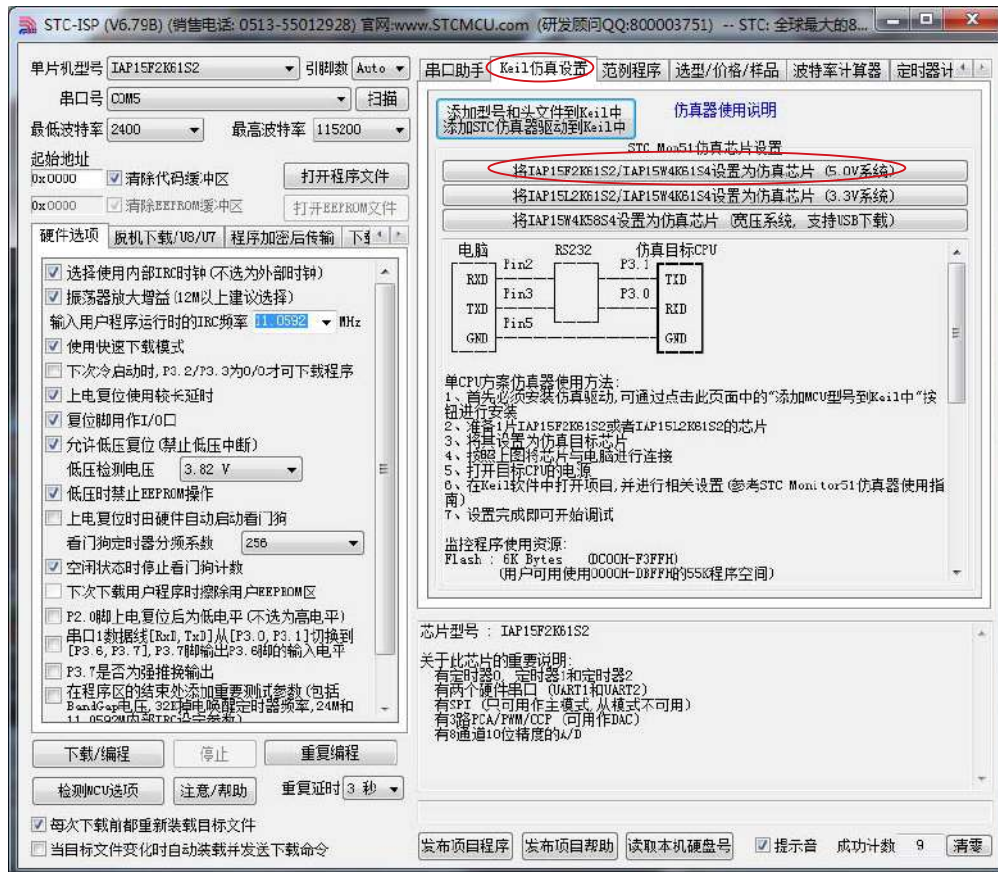 STC-ISP (V6.79B) (销售电话: 0513-55012928) 官网:www.STCMCU.com (研发顾问QQ:800003751) -- STC: 全球最大的8...
单片机型号 IAP15F2K61S2 引脚数 Auto
串口号 COM5 扫描
最低波特率 2400 最高波特率 115200
起始地址
0x0000 清除代码缓冲区 打开程序文件
0x0000 清除EEPROM缓冲区 打开EEPROM文件
硬件选项 脱机下载/U8/U7 程序加密后传输
选择使用内部IRC时钟(不选为外部时钟)
振荡器放大增益(12M以上建议选择)
输入用户程序运行时的IRC频率 11.0592 MHz
使用快速下载模式
下次冷启动时,P3.2/P3.3为0/0才可下载程序
上电复位使用较长延时
复位脚用作I/O口
允许低压复位(禁止低压中断)
低压检测电压 3.82 V
低压时禁止EEPROM操作
上电复位时由硬件自动启动看门狗
看门狗定时器分频系数 256
空闲状态时停止看门狗计数
下次下载用户程序时擦除用户EEPROM区
P2.0脚上电复位后为低电平(不选为高电平)
串口1数据线[RxD,TxD]从[P3.0,P3.1]切换到
[P3.6,P3.7],P3.7脚输出P3.6脚的输入电平
P3.7是否为强推挽输出
在程序区的结束处添加重要测试参数(包括
BandGap电压,32K掉电唤醒定时器频率,24M和
11.0592M内部IRC设定参数)
下载/编程 停止 重复编程
检测MCU选项 注意/帮助 重复延时 3 秒
每次下载前都重新装载目标文件
当目标文件变化时自动装载并发送下载命令
串口助手 Keil仿真设置 范例程序 选型/价格/样品 波特率计算器 定时器计
添加型号和头文件到Keil中
添加STC仿真器驱动到Keil中
仿真器使用说明
STC Mon51仿真芯片设置
将IAP15F2K61S2/IAP15W4K61S4设置为仿真芯片 (5.0V系统)
将IAP15L2K61S2/IAP15W4K61S4设置为仿真芯片 (3.3V系统)
将IAP15W4K58S4设置为仿真芯片 (宽压系统, 支持USB下载)
电脑 RS232 仿真目标CPU
Pin2 P3.1
RXD TXD
Pin3 P3.0
TXD RXD
Pin5
GND GND
单CPU方案仿真器使用方法:
1、首先必须安装仿真驱动,可通过点击此页面中的"添加MCU型号到Keil中"按
钮进行安装
2、准备1片IAP15F2K61S2或者IAP15L2K61S2的芯片
3、将其设置为仿真目标芯片
4、按照上图将芯片与电脑进行连接
5、打开目标CPU的电源
6、在Keil软件中打开项目,并进行相关设置(参考STC Monitor51仿真器使用指
南)
7、设置完成即可开始调试
监控程序使用资源:
Flash : 6K Bytes (DC00H-F3FFH)
(用户可用使用0000H-DBFFH的55K程序空间)
芯片型号 : IAP15F2K61S2
关于此芯片的重要说明:
有定时器0、定时器1和定时器2
有两个硬件串口 (UART1和UART2)
有SPI (只可用作主模式,从模式不可用)
有3路PCA/PWM/CCP (可用作DAC)
有8通道10位精度的A/D
发布项目程序 发布项目帮助 读取本机硬盘号 提示音 成功计数 9 清零